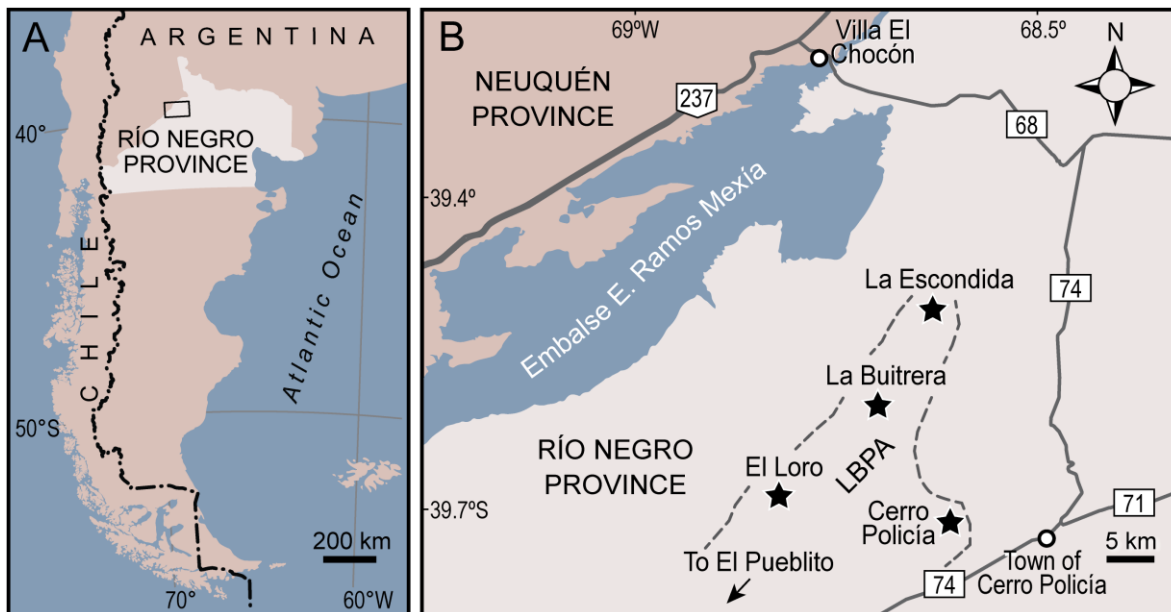 A
ARGENTINA
40°
RÍO NEGRO
PROVINCE
CHILE
Atlantic Ocean
50°S
200 km
70°
60°W
B
69°W
68.5°
Villa El
Chocón
N
NEUQUÉN
PROVINCE
237
68
39.4°
Embalse E. Ramos Mexía
La Escondida
74
La Buitrera
RÍO NEGRO
PROVINCE
LBPA
El Loro
39.7°S
Cerro
Policía
71
To El Pueblito
74
Town of
Cerro Policía
5 km